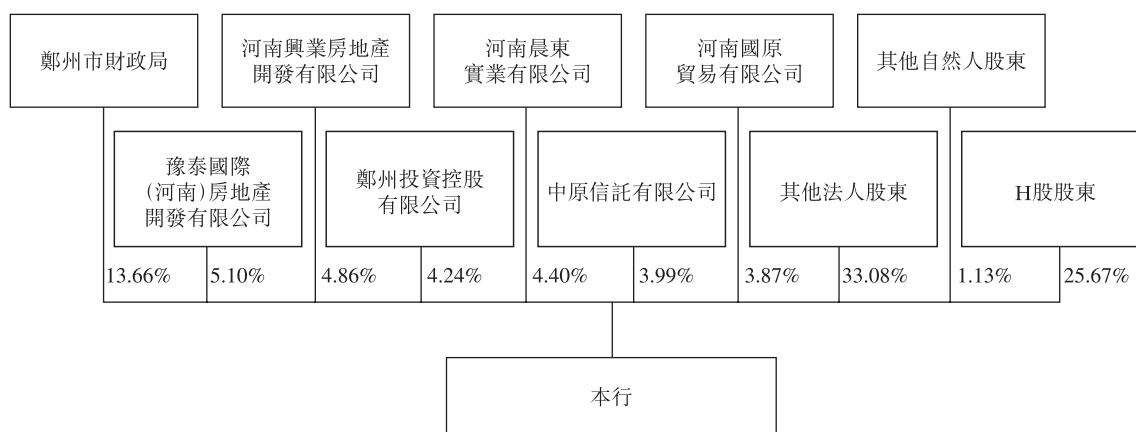 鄭州市財政局
河南興業房地產
開發有限公司
河南晨東
實業有限公司
河南國原
貿易有限公司
其他自然人股東
豫泰國際
(河南)房地產
開發有限公司
鄭州投資控股
有限公司
中原信託有限公司
其他法人股東
H股股東
13.66%
5.10%
4.86%
4.24%
4.40%
3.99%
3.87%
33.08%
1.13%
25.67%
本行